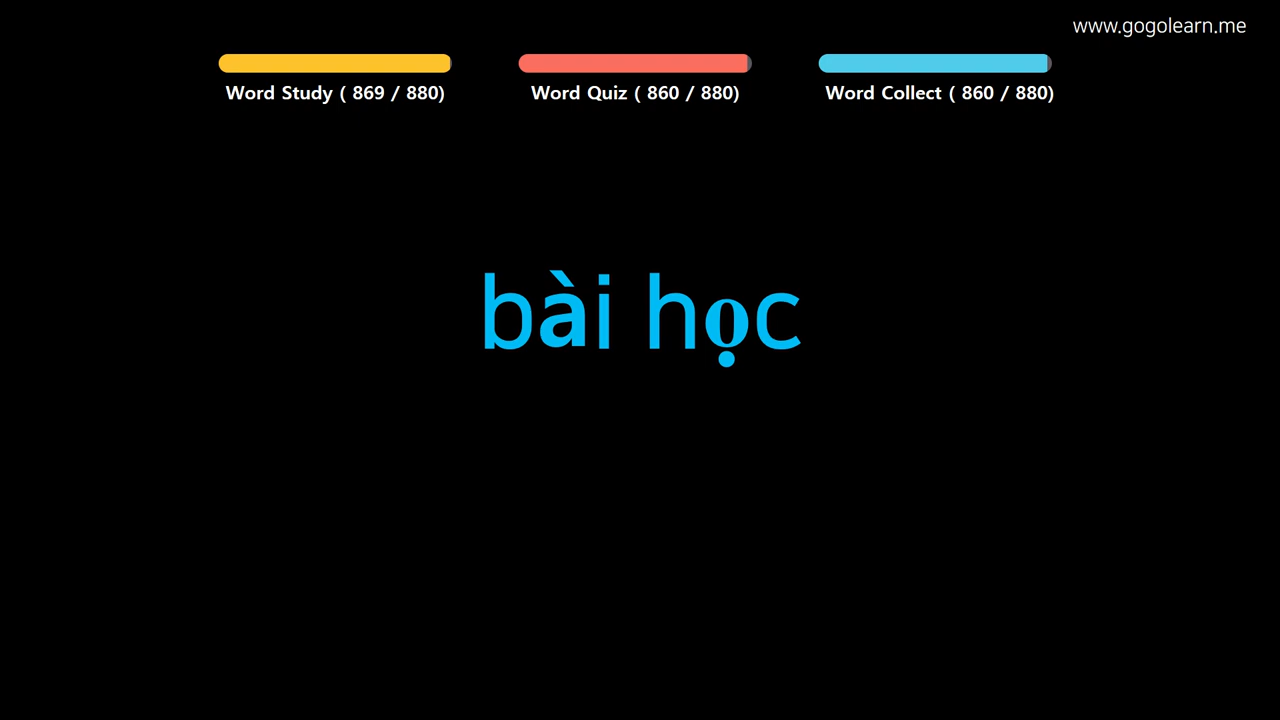 www.gogolearn.me
Word Study ( 869 / 880)
Word Quiz ( 860 / 880)
Word Collect ( 860 / 880)
bài học